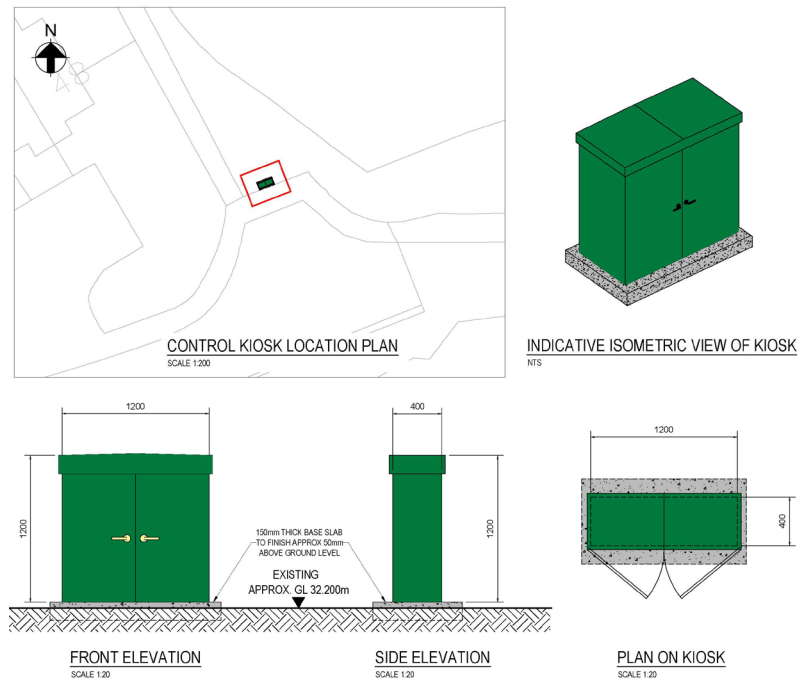 N
48
CONTROL KIOSK LOCATION PLAN
SCALE 1:200
INDICATIVE ISOMETRIC VIEW OF KIOSK
NTS
1200
1200
400
1200
150mm THICK BASE SLAB
TO FINISH APPROX 50mm
ABOVE GROUND LEVEL
EXISTING
APPROX. GL 32.200m
1200
400
FRONT ELEVATION
SCALE 1:20
SIDE ELEVATION
SCALE 1:20
PLAN ON KIOSK
SCALE 1:20